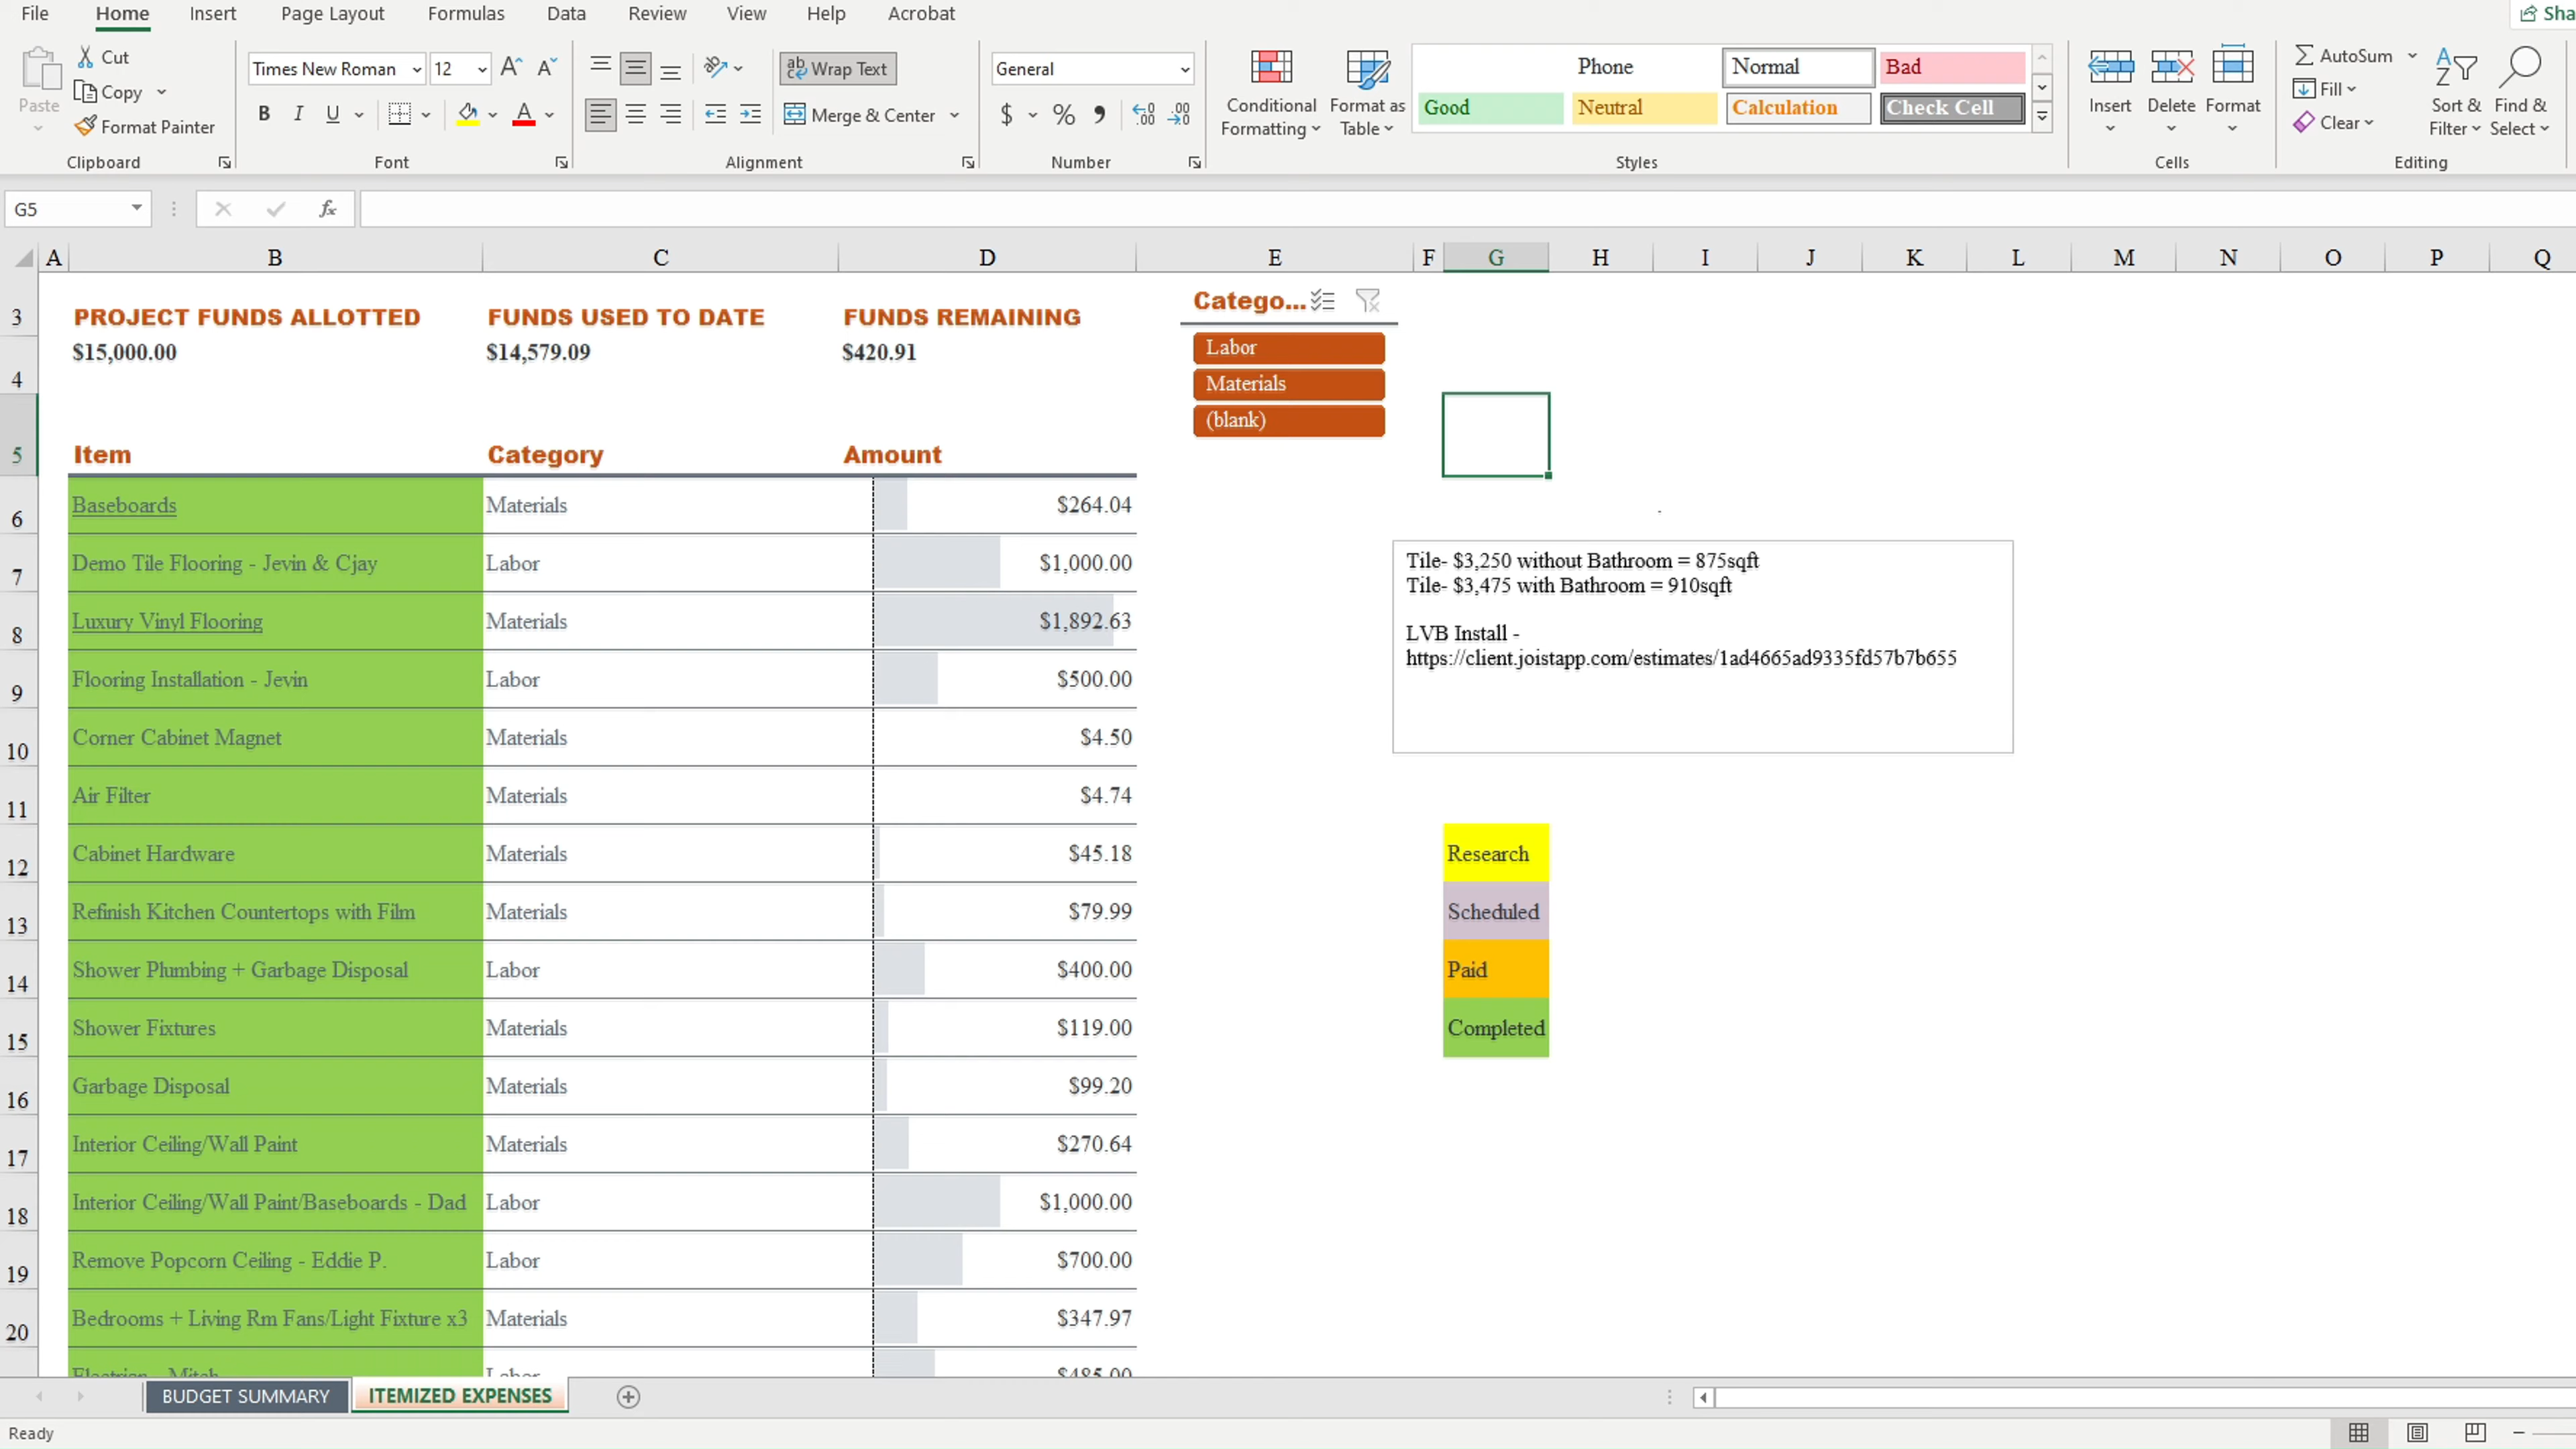 File Home Insert Page Layout Formulas Data Review View Help Acrobat
Paste
Cut
Copy
Format Painter
Clipboard
Times New Roman 12
B I U
Font
Wrap Text
Merge & Center
Alignment
General
$ % ,
Number
Conditional Formatting
Format as Table
Phone Normal Bad
Good Neutral Calculation Check Cell
Styles
Insert Delete Format
Cells
AutoSum
Fill
Clear
Sort & Filter
Find & Select
Editing
G5
fx
A B C D E F G H I J K L M N O P Q
3 PROJECT FUNDS ALLOTTED FUNDS USED TO DATE FUNDS REMAINING
4 $15,000.00 $14,579.09 $420.91
Catego...
Labor
Materials
(blank)
5 Item Category Amount
6 Baseboards Materials $264.04
7 Demo Tile Flooring - Jevin & Cjay Labor $1,000.00
8 Luxury Vinyl Flooring Materials $1,892.63
9 Flooring Installation - Jevin Labor $500.00
10 Corner Cabinet Magnet Materials $4.50
11 Air Filter Materials $4.74
12 Cabinet Hardware Materials $45.18
13 Refinish Kitchen Countertops with Film Materials $79.99
14 Shower Plumbing + Garbage Disposal Labor $400.00
15 Shower Fixtures Materials $119.00
16 Garbage Disposal Materials $99.20
17 Interior Ceiling/Wall Paint Materials $270.64
18 Interior Ceiling/Wall Paint/Baseboards - Dad Labor $1,000.00
19 Remove Popcorn Ceiling - Eddie P. Labor $700.00
20 Bedrooms + Living Rm Fans/Light Fixture x3 Materials $347.97
Tile- $3,250 without Bathroom = 875sqft
Tile- $3,475 with Bathroom = 910sqft
LVB Install -
https://client.joistapp.com/estimates/1ad4665ad9335fd57b7b655
Research
Scheduled
Paid
Completed
BUDGET SUMMARY ITEMIZED EXPENSES
Ready